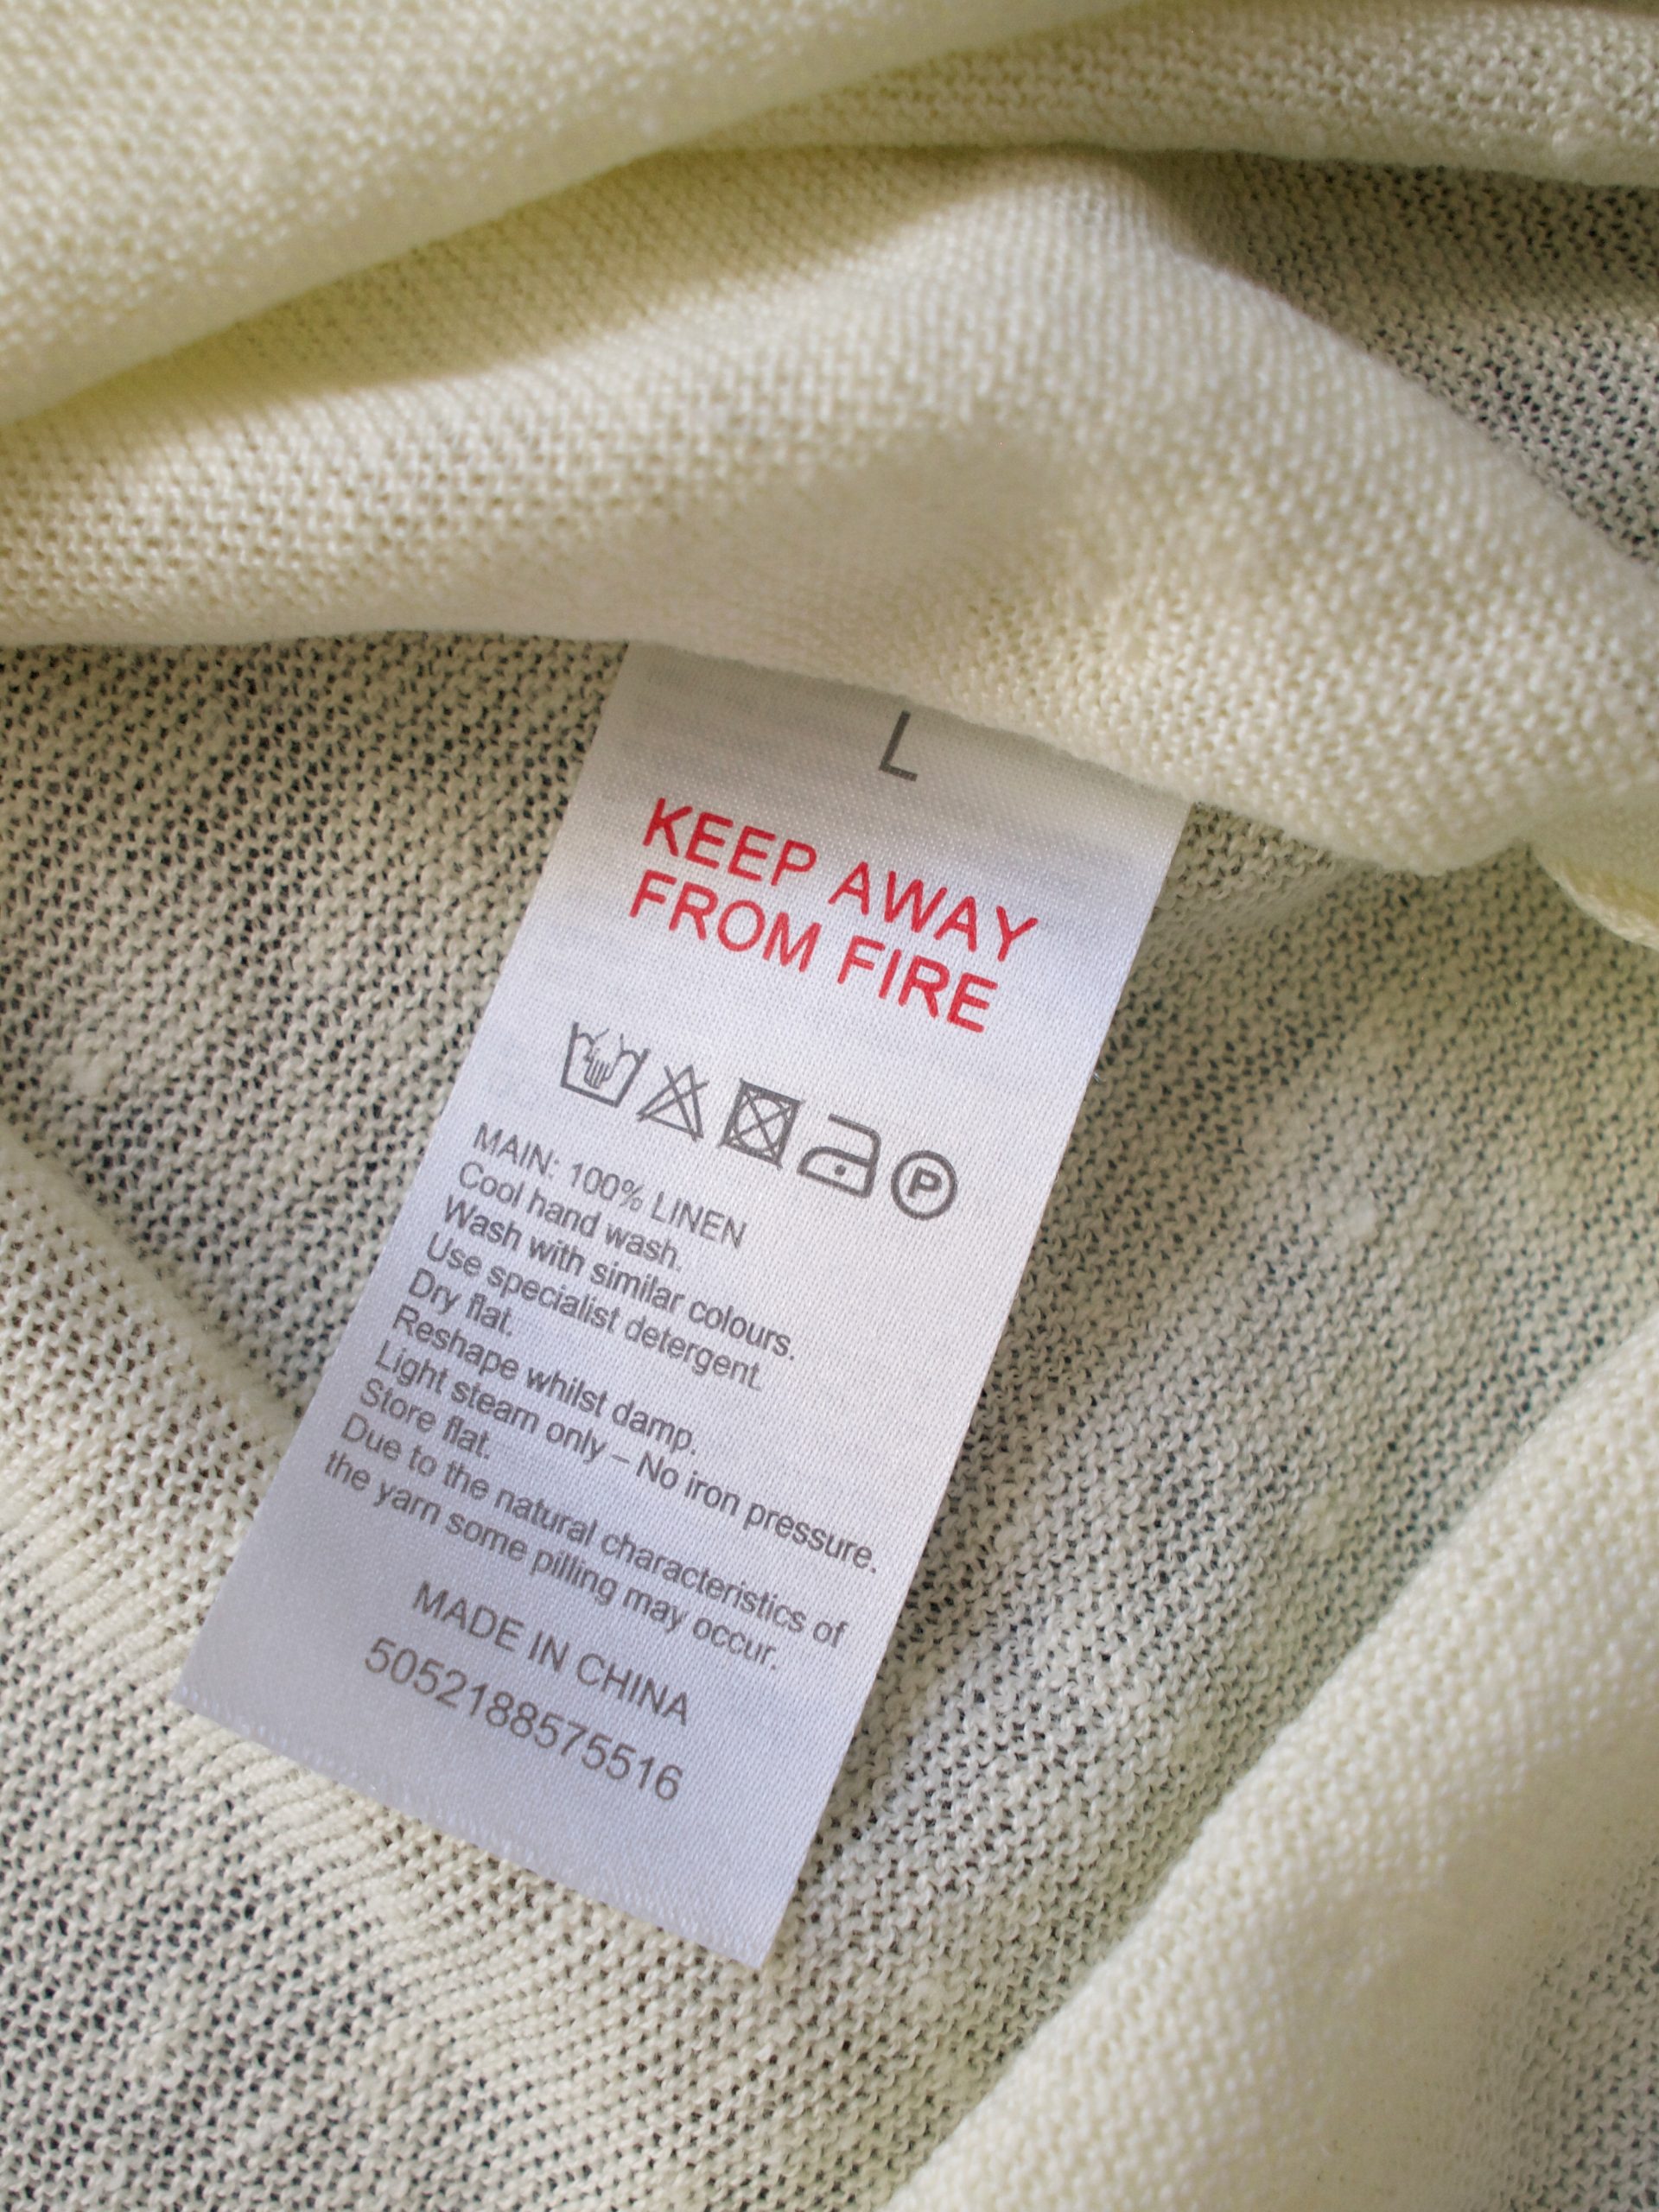 L
KEEP AWAY
FROM FIRE
P
MAIN: 100% LINEN
Cool hand wash.
Wash with similar colours.
Use specialist detergent.
Dry flat.
Reshape whilst damp.
Light steam only – No iron pressure.
Store flat.
Due to the natural characteristics of
the yarn some pilling may occur.
MADE IN CHINA
5052188575516